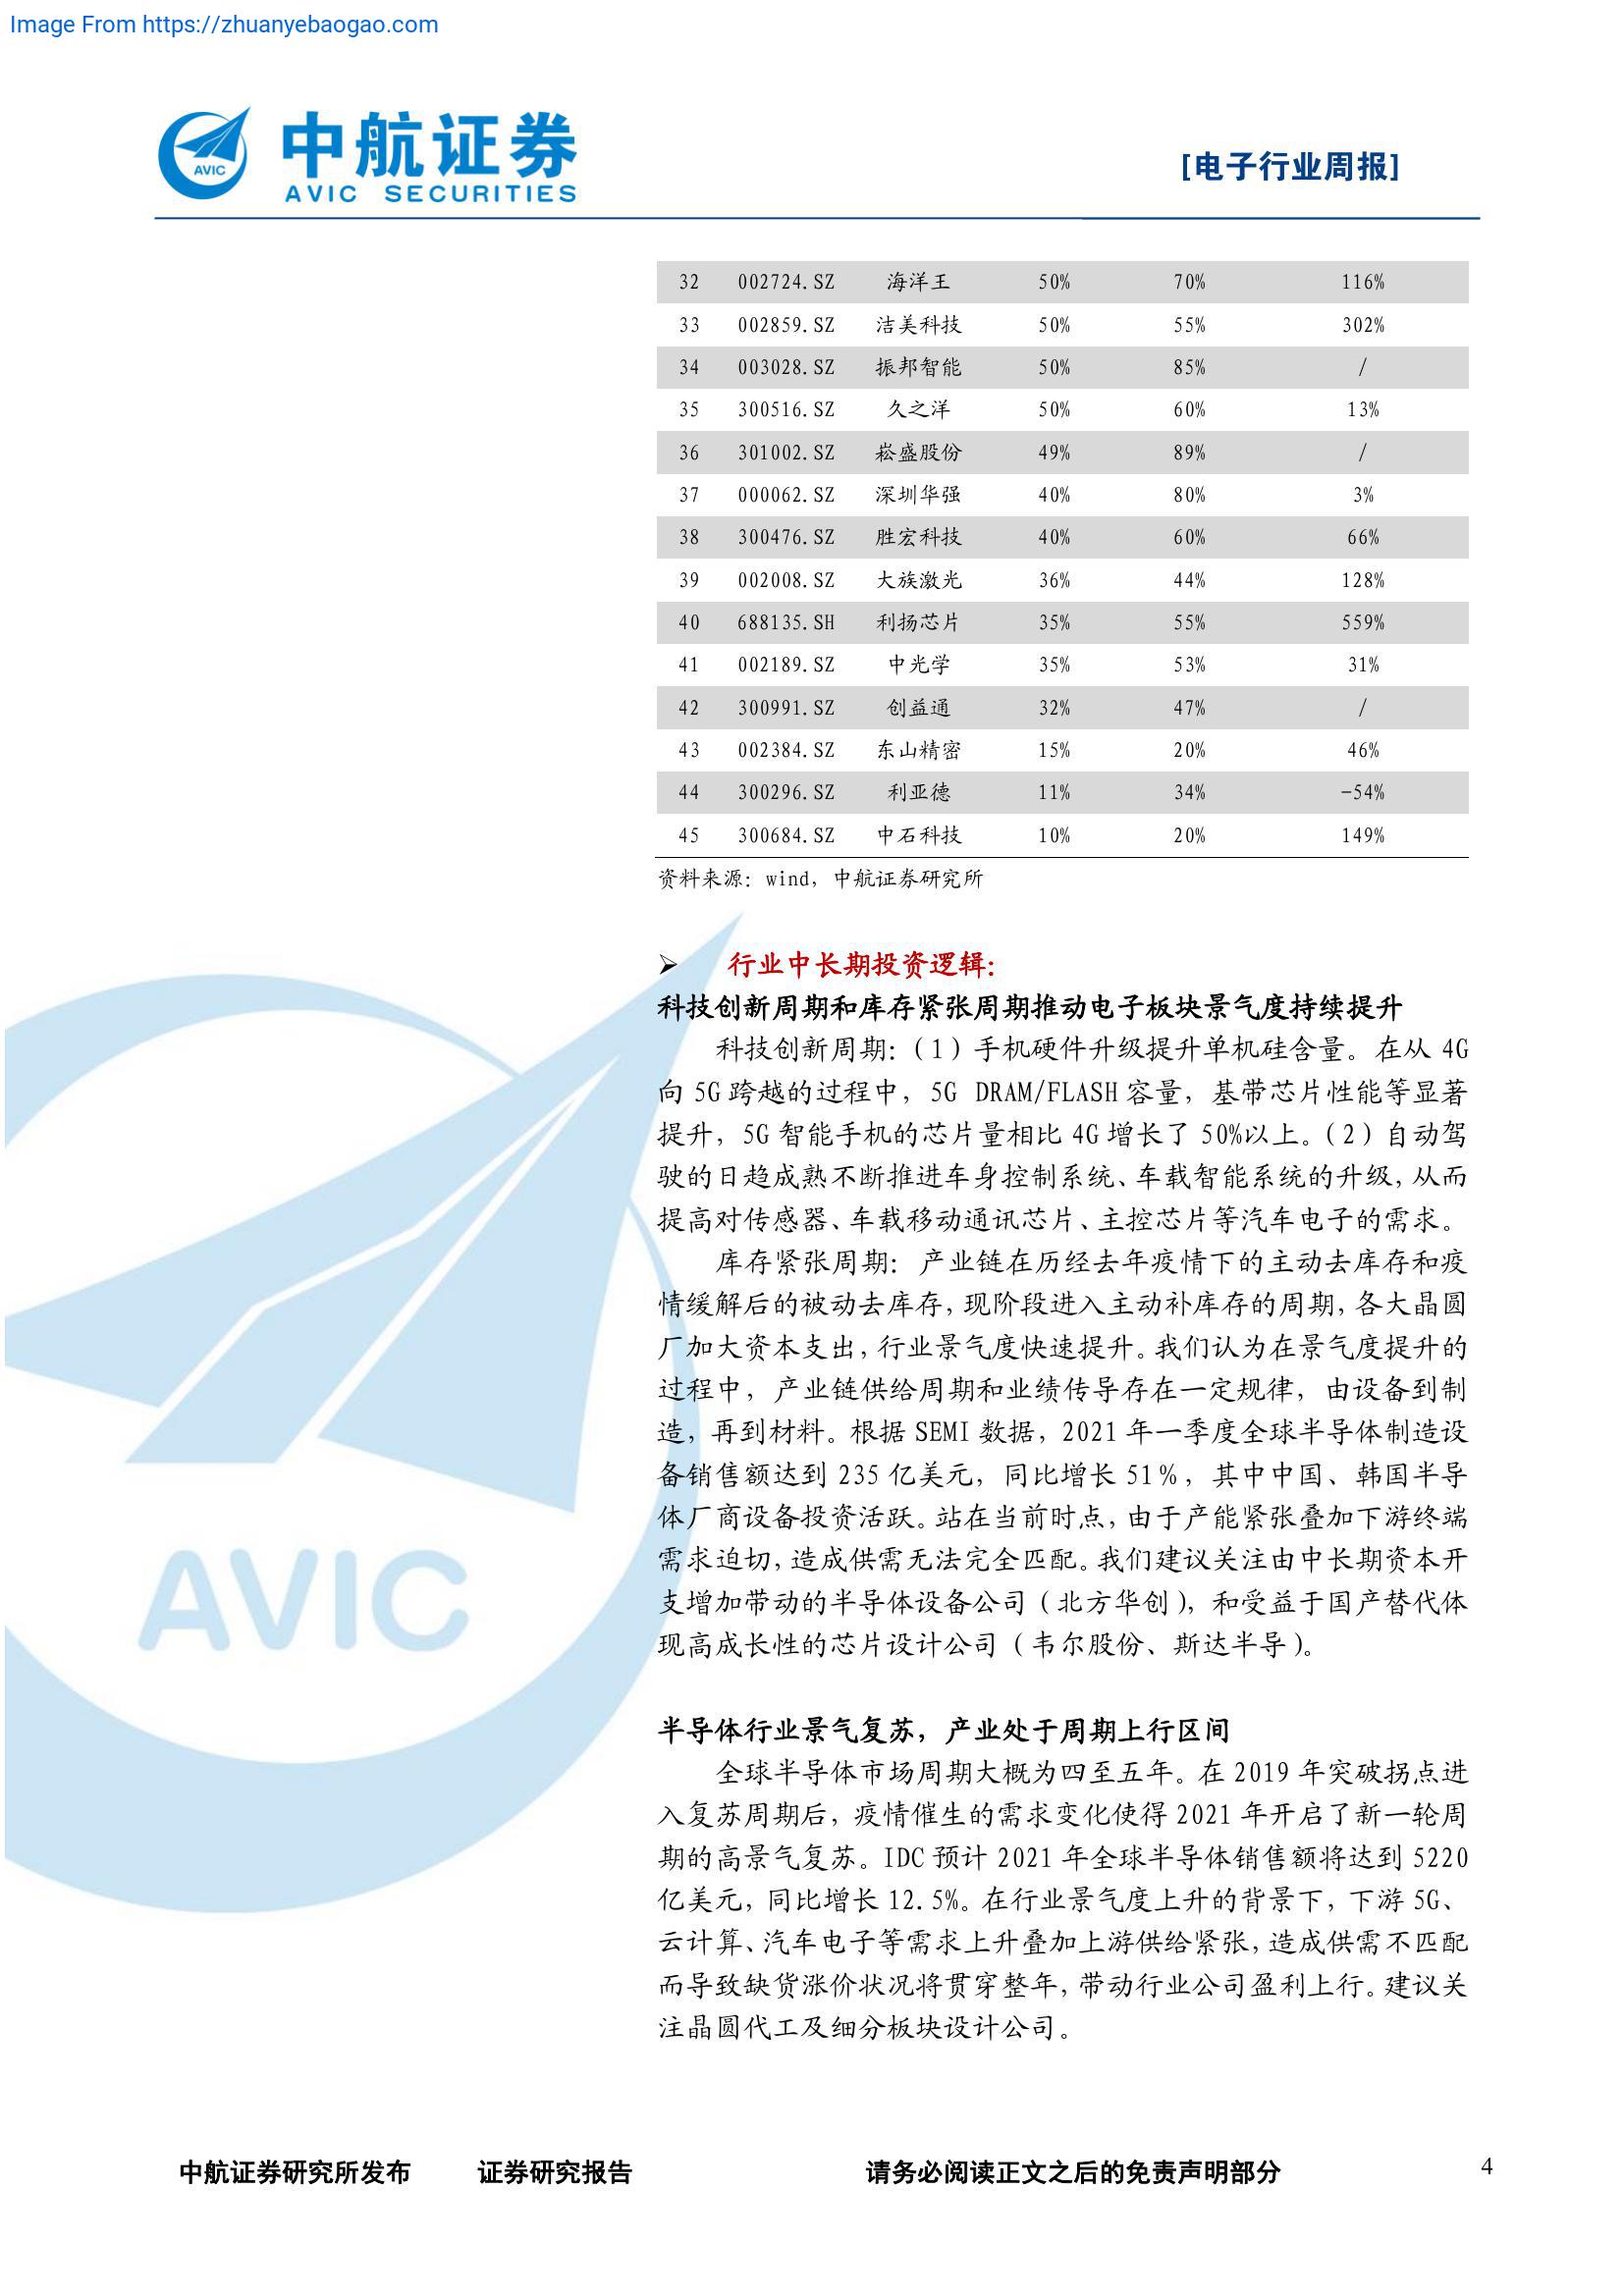 Image From https://zhuanyebaogao.com
AVIC
中航证券
AVIC SECURITIES
[电子行业周报]
32 002724.SZ 海洋王 50% 70% 116%
33 002859.SZ 洁美科技 50% 55% 302%
34 003028.SZ 振邦智能 50% 85% /
35 300516.SZ 久之洋 50% 60% 13%
36 301002.SZ 崧盛股份 49% 89% /
37 000062.SZ 深圳华强 40% 80% 3%
38 300476.SZ 胜宏科技 40% 60% 66%
39 002008.SZ 大族激光 36% 44% 128%
40 688135.SH 利扬芯片 35% 55% 559%
41 002189.SZ 中光学 35% 53% 31%
42 300991.SZ 创益通 32% 47% /
43 002384.SZ 东山精密 15% 20% 46%
44 300296.SZ 利亚德 11% 34% -54%
45 300684.SZ 中石科技 10% 20% 149%
资料来源：wind，中航证券研究所
➢ 行业中长期投资逻辑：
科技创新周期和库存紧张周期推动电子板块景气度持续提升
科技创新周期：（1）手机硬件升级提升单机硅含量。在从 4G
向 5G 跨越的过程中，5G DRAM/FLASH 容量，基带芯片性能等显著
提升，5G 智能手机的芯片量相比 4G 增长了 50%以上。（2）自动驾
驶的日趋成熟不断推进车身控制系统、车载智能系统的升级，从而
提高对传感器、车载移动通讯芯片、主控芯片等汽车电子的需求。
库存紧张周期：产业链在历经去年疫情下的主动去库存和疫
情缓解后的被动去库存，现阶段进入主动补库存的周期，各大晶圆
厂加大资本支出，行业景气度快速提升。我们认为在景气度提升的
过程中，产业链供给周期和业绩传导存在一定规律，由设备到制
造，再到材料。根据 SEMI 数据，2021 年一季度全球半导体制造设
备销售额达到 235 亿美元，同比增长 51%，其中中国、韩国半导
体厂商设备投资活跃。站在当前时点，由于产能紧张叠加下游终端
需求迫切，造成供需无法完全匹配。我们建议关注由中长期资本开
支增加带动的半导体设备公司（北方华创），和受益于国产替代体
现高成长性的芯片设计公司（韦尔股份、斯达半导）。
AVIC
半导体行业景气复苏，产业处于周期上行区间
全球半导体市场周期大概为四至五年。在 2019 年突破拐点进
入复苏周期后，疫情催生的需求变化使得 2021 年开启了新一轮周
期的高景气复苏。IDC 预计 2021 年全球半导体销售额将达到 5220
亿美元，同比增长 12.5%。在行业景气度上升的背景下，下游 5G、
云计算、汽车电子等需求上升叠加上游供给紧张，造成供需不匹配
而导致缺货涨价状况将贯穿整年，带动行业公司盈利上行。建议关
注晶圆代工及细分板块设计公司。
中航证券研究所发布 证券研究报告 请务必阅读正文之后的免责声明部分 4